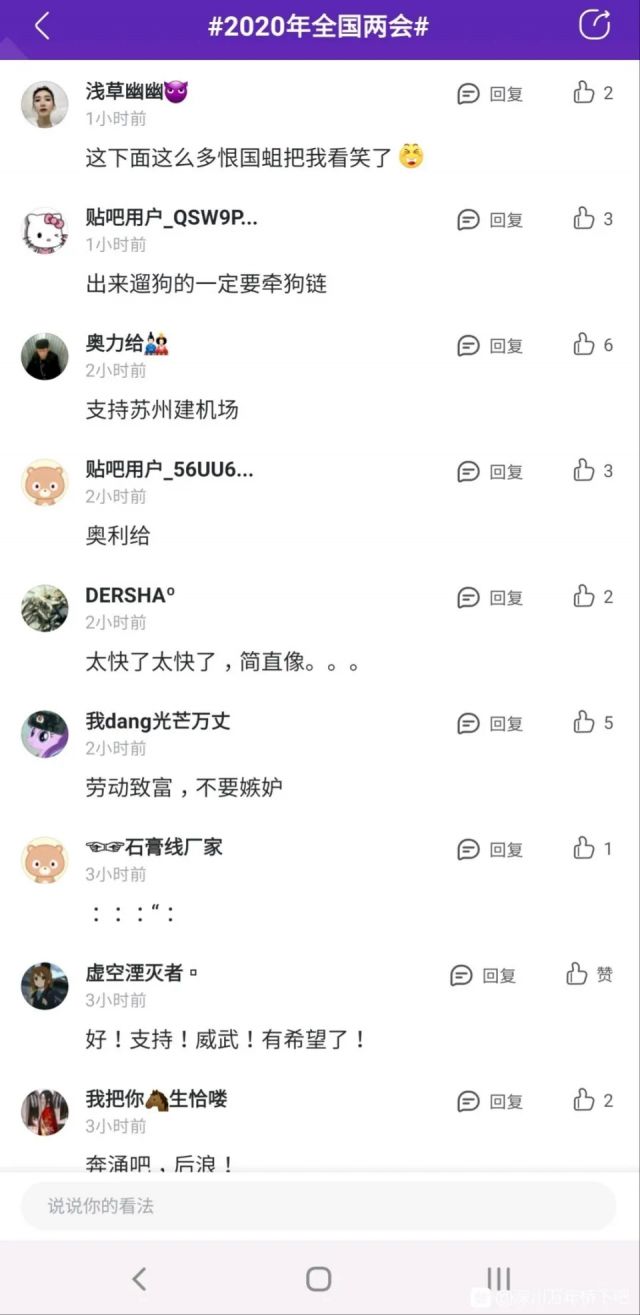 #2020年全国两会#
浅草幽幽😈 回复 2
1小时前
这下面这么多恨国蛆把我看笑了😆
贴吧用户_QSW9P... 回复 3
1小时前
出来遛狗的一定要牵狗链
奥力给🎎 回复 6
2小时前
支持苏州建机场
贴吧用户_56UU6... 回复 3
2小时前
奥利给
DERSHAº 回复 2
2小时前
太快了太快了，简直像。。。
我dang光芒万丈 回复 5
2小时前
劳动致富，不要嫉妒
☜☞石膏线厂家 回复 1
3小时前
：：：“：
虚空湮灭者▫ 回复 赞
3小时前
好！支持！威武！有希望了！
我把你🐴生恰喽 回复 2
3小时前
奔涌吧，后浪！
说说你的看法